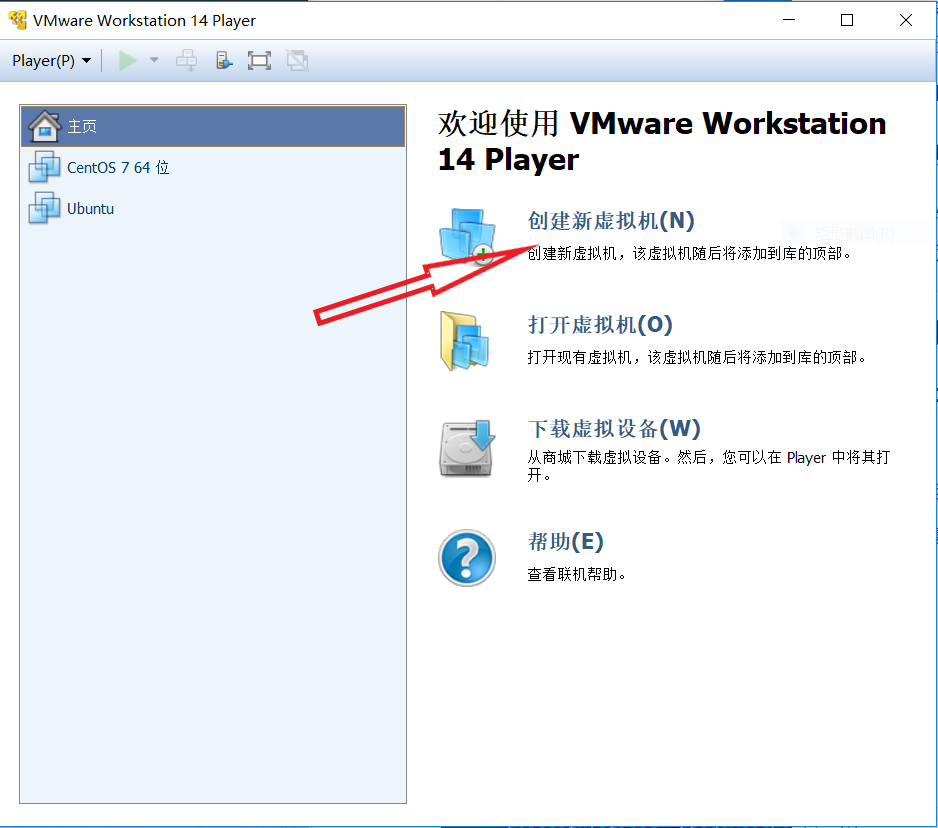 VMware Workstation 14 Player
Player(P)
主页
CentOS 7 64 位
Ubuntu
欢迎使用 VMware Workstation
14 Player
创建新虚拟机(N)
创建新虚拟机，该虚拟机随后将添加到库的顶部。
打开虚拟机(O)
打开现有虚拟机，该虚拟机随后将添加到库的顶部。
下载虚拟设备(W)
从商城下载虚拟设备。然后，您可以在 Player 中将其打
开。
帮助(E)
查看联机帮助。